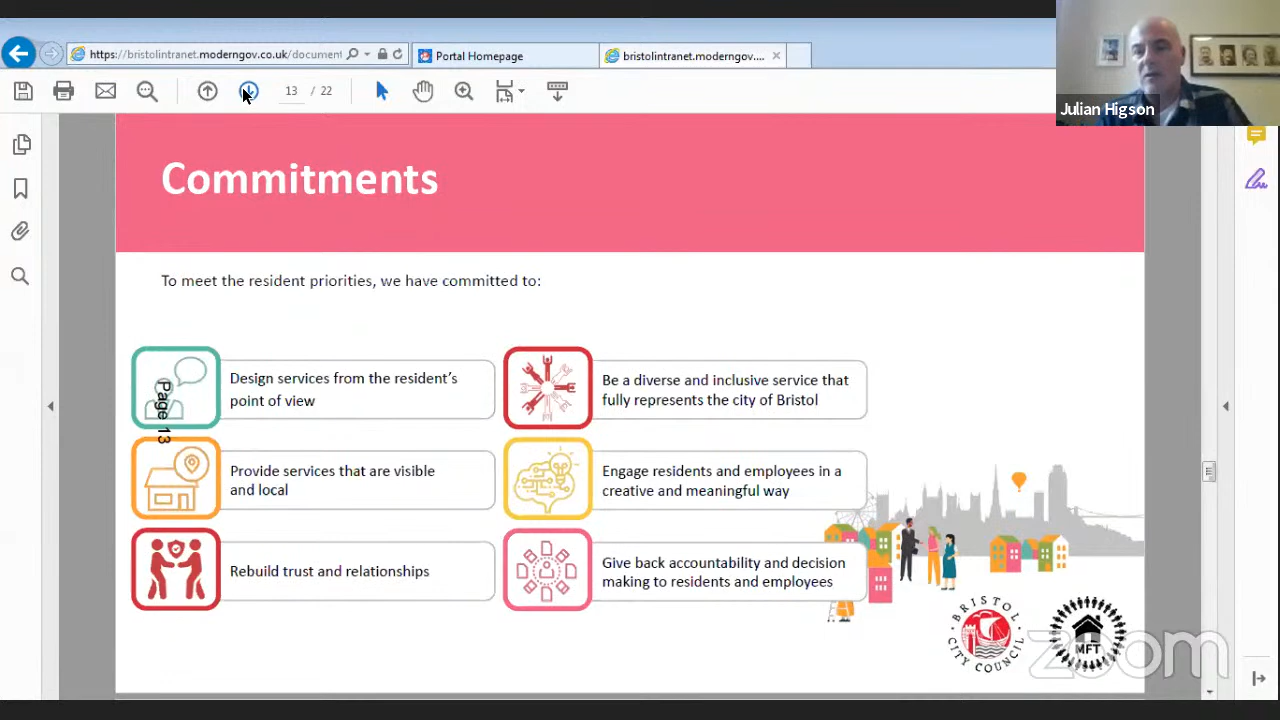 https://bristolintranet.moderngov.co.uk/document
Portal Homepage
bristolintranet.moderngov....
13 / 22
Julian Higson
Commitments
To meet the resident priorities, we have committed to:
Design services from the resident's
point of view
Be a diverse and inclusive service that
fully represents the city of Bristol
Page 13
Provide services that are visible
and local
Engage residents and employees in a
creative and meaningful way
Rebuild trust and relationships
Give back accountability and decision
making to residents and employees
BRISTOL
CITY COUNCIL
MFT
zoom